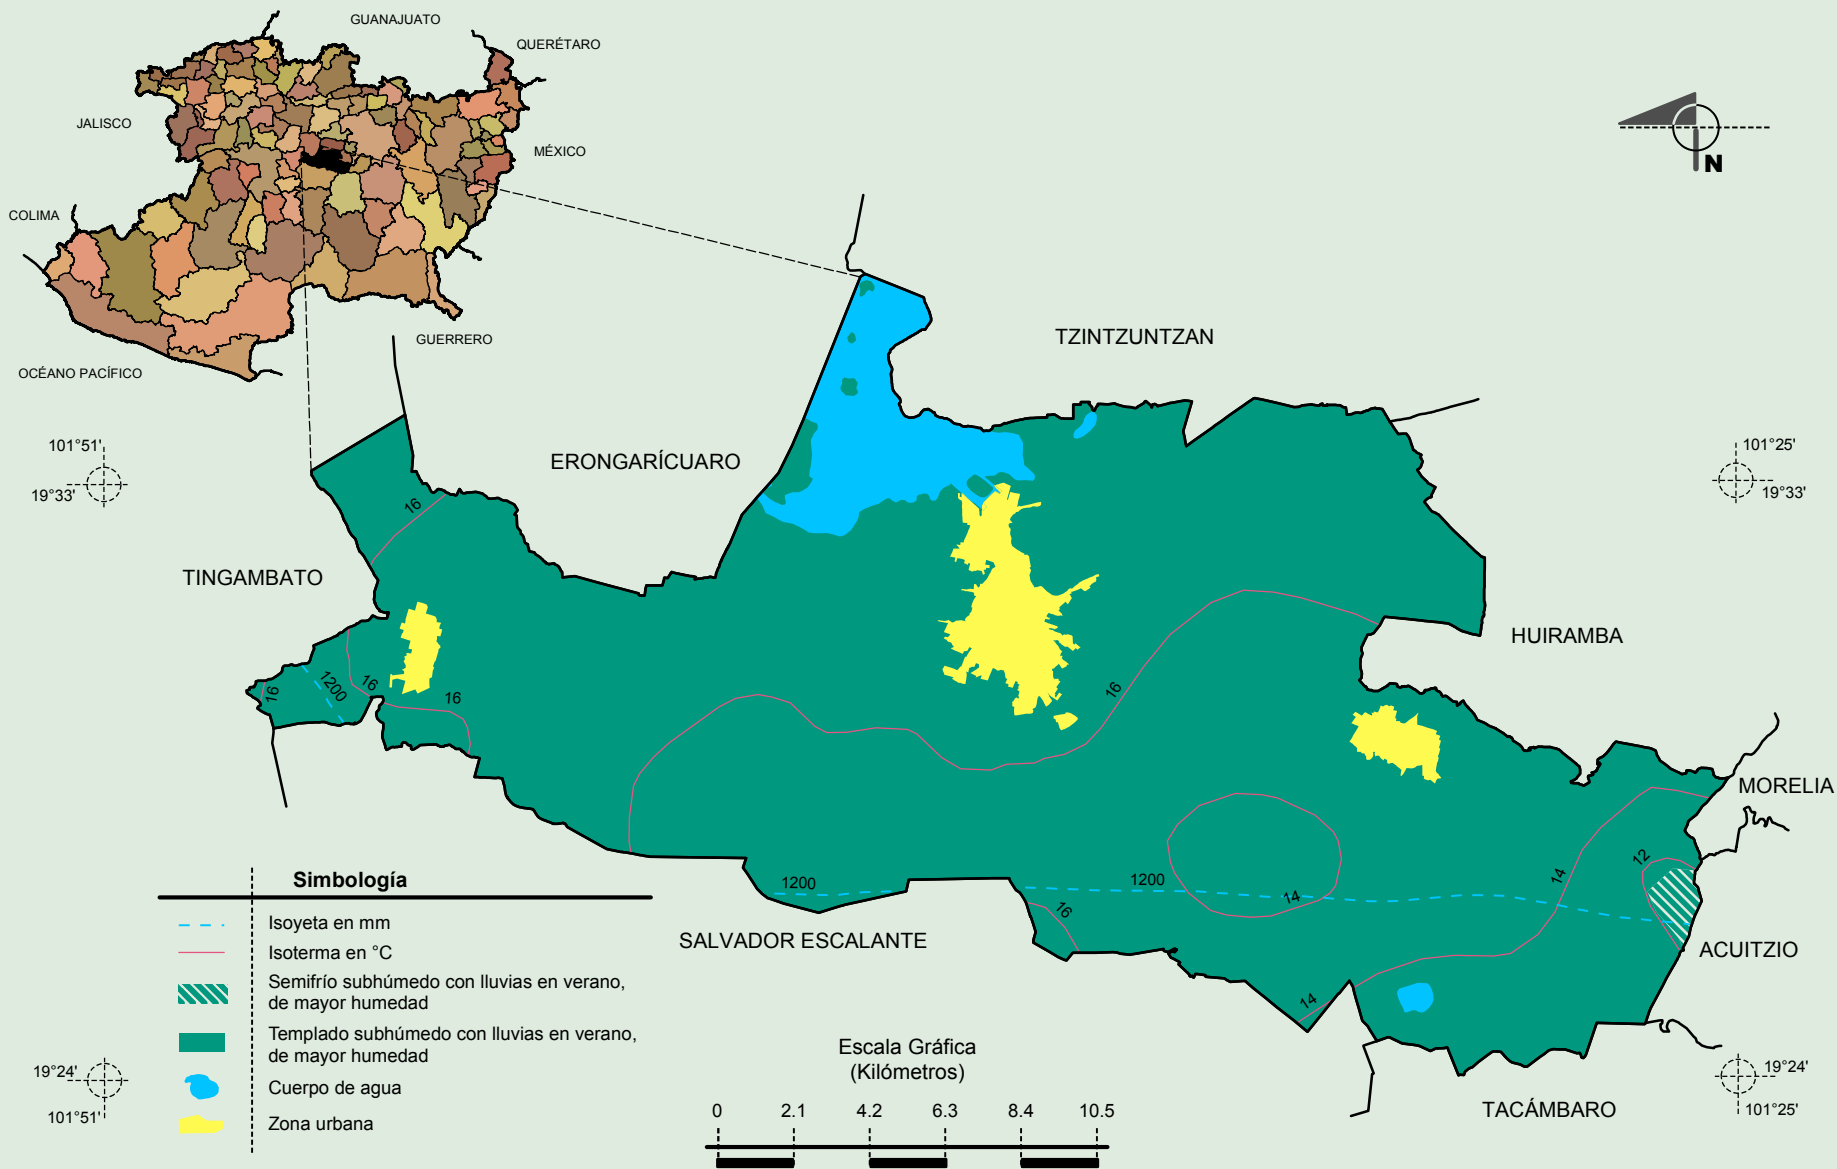 GUANAJUATO
QUERÉTARO
JALISCO
MÉXICO
COLIMA
GUERRERO
OCÉANO PACÍFICO
N
TZINTZUNTZAN
101°51'
19°33'
ERONGARÍCUARO
101°25'
19°33'
16
TINGAMBATO
HUIRAMBA
16
1200
16
16
16
MORELIA
12
14
1200
1200
14
16
14
SALVADOR ESCALANTE
ACUITZIO
TACÁMBARO
Simbología
Isoyeta en mm
Isoterma en °C
Semifrío subhúmedo con lluvias en verano,
de mayor humedad
Templado subhúmedo con lluvias en verano,
de mayor humedad
Cuerpo de agua
Zona urbana
19°24'
101°51'
Escala Gráfica
(Kilómetros)
0 2.1 4.2 6.3 8.4 10.5
19°24'
101°25'